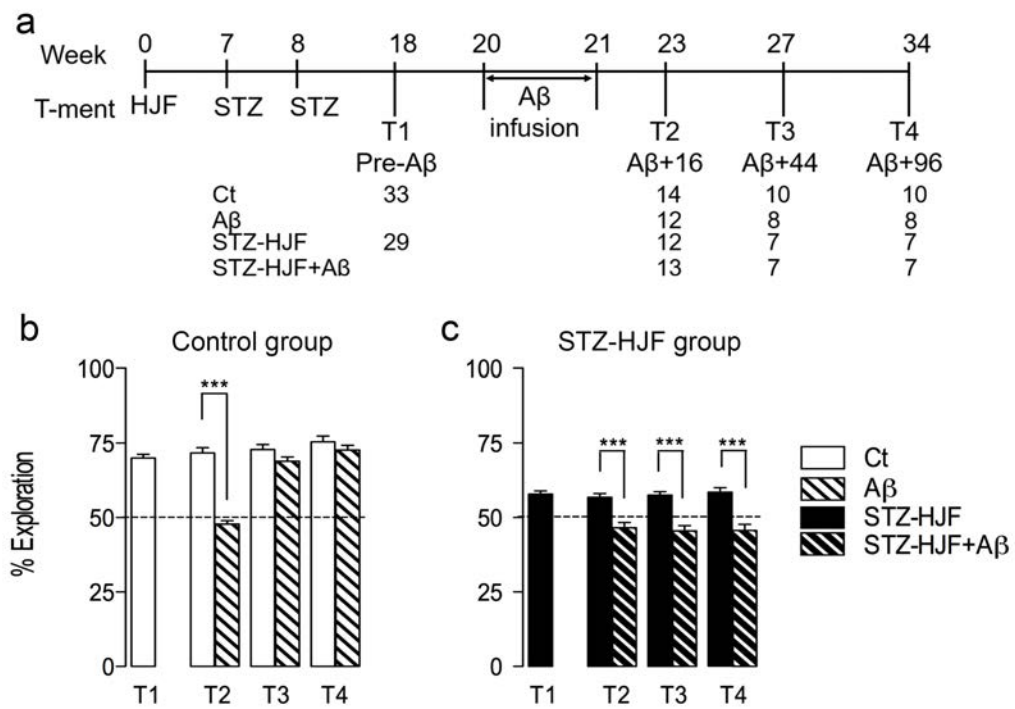 a
Week 0 7 8 18 20 21 23 27 34
T-ment HJF STZ STZ Aβ
infusion
T1 T2 T3 T4
Pre-Aβ Aβ+16 Aβ+44 Aβ+96
Ct 33 14 10 10
Aβ 12 8 8
STZ-HJF 29 12 7 7
STZ-HJF+Aβ 13 7 7
b
Control group
% Exploration
100
75
50
25
0
***
T1 T2 T3 T4
c
STZ-HJF group
100
75
50
25
0
*** *** ***
T1 T2 T3 T4
Ct
Aβ
STZ-HJF
STZ-HJF+Aβ